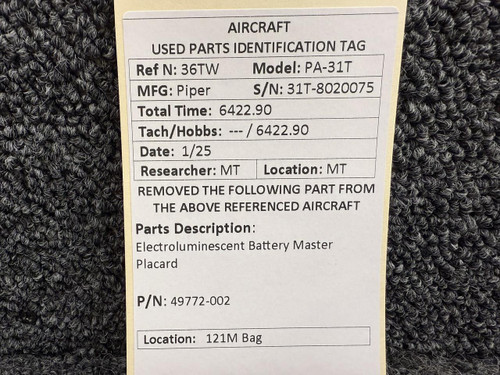 AIRCRAFT
USED PARTS IDENTIFICATION TAG
Ref N: 36TW Model: PA-31T
MFG: Piper S/N: 31T-8020075
Total Time: 6422.90
Tach/Hobbs: --- / 6422.90
Date: 1/25
Researcher: MT Location: MT
REMOVED THE FOLLOWING PART FROM
THE ABOVE REFERENCED AIRCRAFT
Parts Description:
Electroluminescent Battery Master
Placard
P/N: 49772-002
Location: 121M Bag